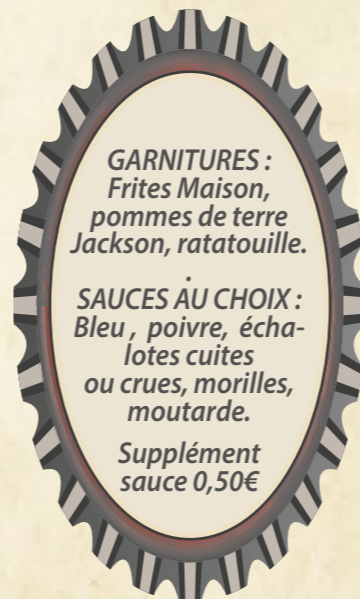 GARNITURES :
Frites Maison,
pommes de terre
Jackson, ratatouille.
.
SAUCES AU CHOIX :
Bleu , poivre, écha-
lotes cuites
ou crues, morilles,
moutarde.
Supplément
sauce 0,50€